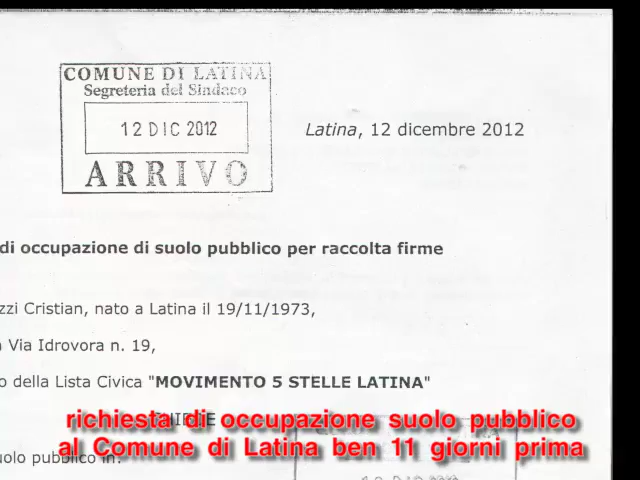 COMUNE DI LATINA
Segreteria del Sindaco
12 DIC 2012
ARRIVO
Latina, 12 dicembre 2012
di occupazione di suolo pubblico per raccolta firme
zzi Cristian, nato a Latina il 19/11/1973,
Via Idrovora n. 19,
o della Lista Civica "MOVIMENTO 5 STELLE LATINA"
richiesta di occupazione suolo pubblico
al Comune di Latina ben 11 giorni prima
uolo pubblico in: